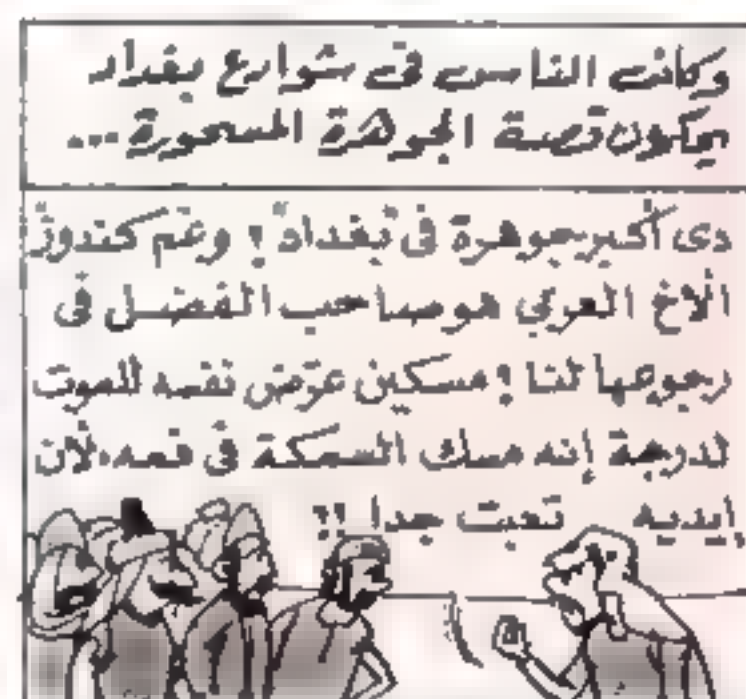 وكانت الناس فى شوارع بغداد
يحكون قصة الجوهرة المسحورة ...
دى أكبر جوهرة فى بغداد! وعم كندوز
الأخ العربي هو صاحب الفضل فى
رجوعها لنا! مسكين عرّض نفسه للموت
لدرجة إنه مسك السمكة فى فمه، لأن
إيديه تعبت جدا !!